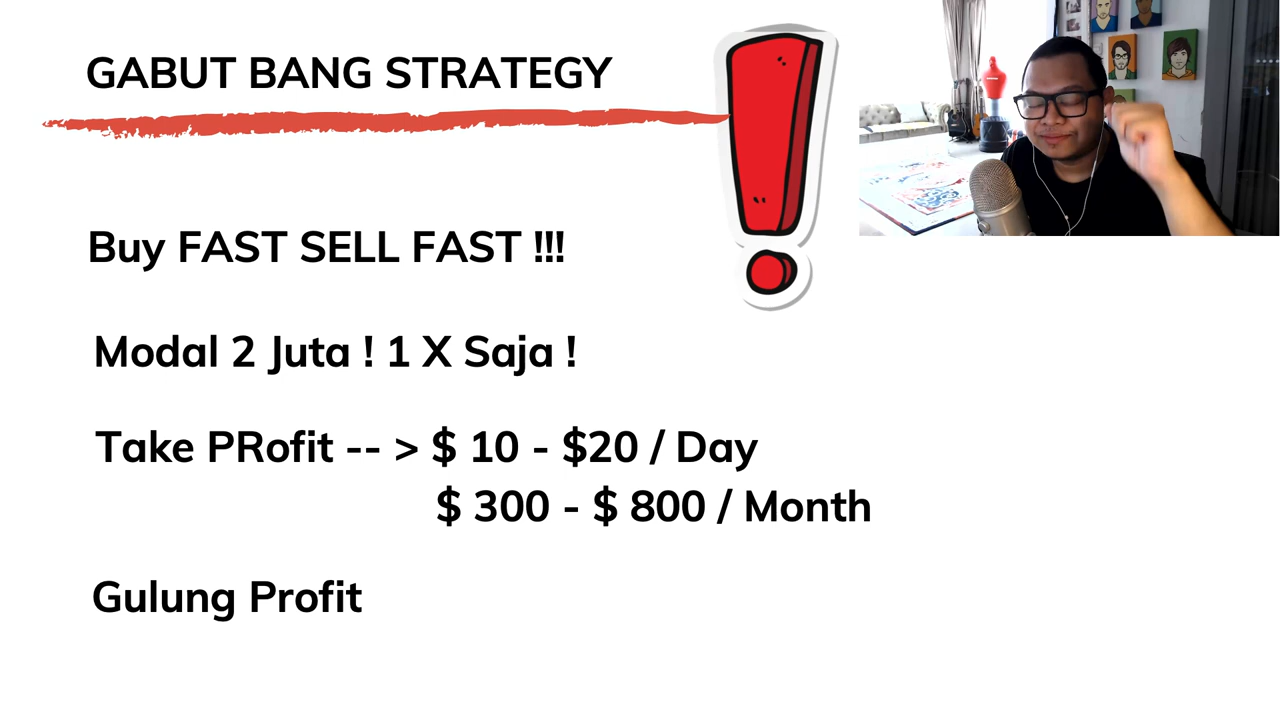 GABUT BANG STRATEGY
Buy FAST SELL FAST !!!
Modal 2 Juta ! 1 X Saja !
Take PRofit -- > $ 10 - $20 / Day
$ 300 - $ 800 / Month
Gulung Profit